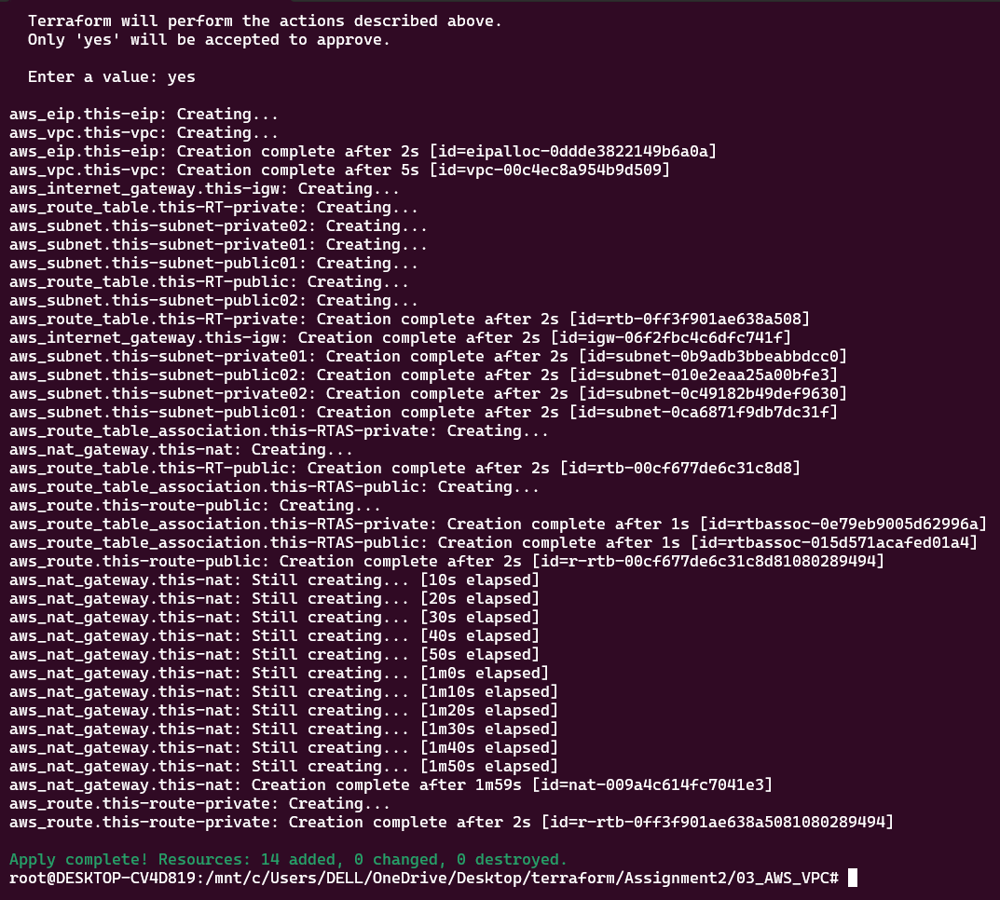 Terraform will perform the actions described above.
Only 'yes' will be accepted to approve.
Enter a value: yes
aws_eip.this-eip: Creating...
aws_vpc.this-vpc: Creating...
aws_eip.this-eip: Creation complete after 2s [id=eipalloc-0ddde3822149b6a0a]
aws_vpc.this-vpc: Creation complete after 5s [id=vpc-00c4ec8a954b9d509]
aws_internet_gateway.this-igw: Creating...
aws_route_table.this-RT-private: Creating...
aws_subnet.this-subnet-private02: Creating...
aws_subnet.this-subnet-private01: Creating...
aws_subnet.this-subnet-public01: Creating...
aws_route_table.this-RT-public: Creating...
aws_subnet.this-subnet-public02: Creating...
aws_route_table.this-RT-private: Creation complete after 2s [id=rtb-0ff3f901ae638a508]
aws_internet_gateway.this-igw: Creation complete after 2s [id=igw-06f2fbc4c6dfc741f]
aws_subnet.this-subnet-private01: Creation complete after 2s [id=subnet-0b9adb3bbeabbdcc0]
aws_subnet.this-subnet-public02: Creation complete after 2s [id=subnet-010e2eaa25a00bfe3]
aws_subnet.this-subnet-private02: Creation complete after 2s [id=subnet-0c49182b49def9630]
aws_subnet.this-subnet-public01: Creation complete after 2s [id=subnet-0ca6871f9db7dc31f]
aws_route_table_association.this-RTAS-private: Creating...
aws_nat_gateway.this-nat: Creating...
aws_route_table.this-RT-public: Creation complete after 2s [id=rtb-00cf677de6c31c8d8]
aws_route_table_association.this-RTAS-public: Creating...
aws_route.this-route-public: Creating...
aws_route_table_association.this-RTAS-private: Creation complete after 1s [id=rtbassoc-0e79eb9005d62996a]
aws_route_table_association.this-RTAS-public: Creation complete after 1s [id=rtbassoc-015d571acafed01a4]
aws_route.this-route-public: Creation complete after 2s [id=r-rtb-00cf677de6c31c8d81080289494]
aws_nat_gateway.this-nat: Still creating... [10s elapsed]
aws_nat_gateway.this-nat: Still creating... [20s elapsed]
aws_nat_gateway.this-nat: Still creating... [30s elapsed]
aws_nat_gateway.this-nat: Still creating... [40s elapsed]
aws_nat_gateway.this-nat: Still creating... [50s elapsed]
aws_nat_gateway.this-nat: Still creating... [1m0s elapsed]
aws_nat_gateway.this-nat: Still creating... [1m10s elapsed]
aws_nat_gateway.this-nat: Still creating... [1m20s elapsed]
aws_nat_gateway.this-nat: Still creating... [1m30s elapsed]
aws_nat_gateway.this-nat: Still creating... [1m40s elapsed]
aws_nat_gateway.this-nat: Still creating... [1m50s elapsed]
aws_nat_gateway.this-nat: Creation complete after 1m59s [id=nat-009a4c614fc7041e3]
aws_route.this-route-private: Creating...
aws_route.this-route-private: Creation complete after 2s [id=r-rtb-0ff3f901ae638a5081080289494]
Apply complete! Resources: 14 added, 0 changed, 0 destroyed.
root@DESKTOP-CV4D819:/mnt/c/Users/DELL/OneDrive/Desktop/terraform/Assignment2/03_AWS_VPC#